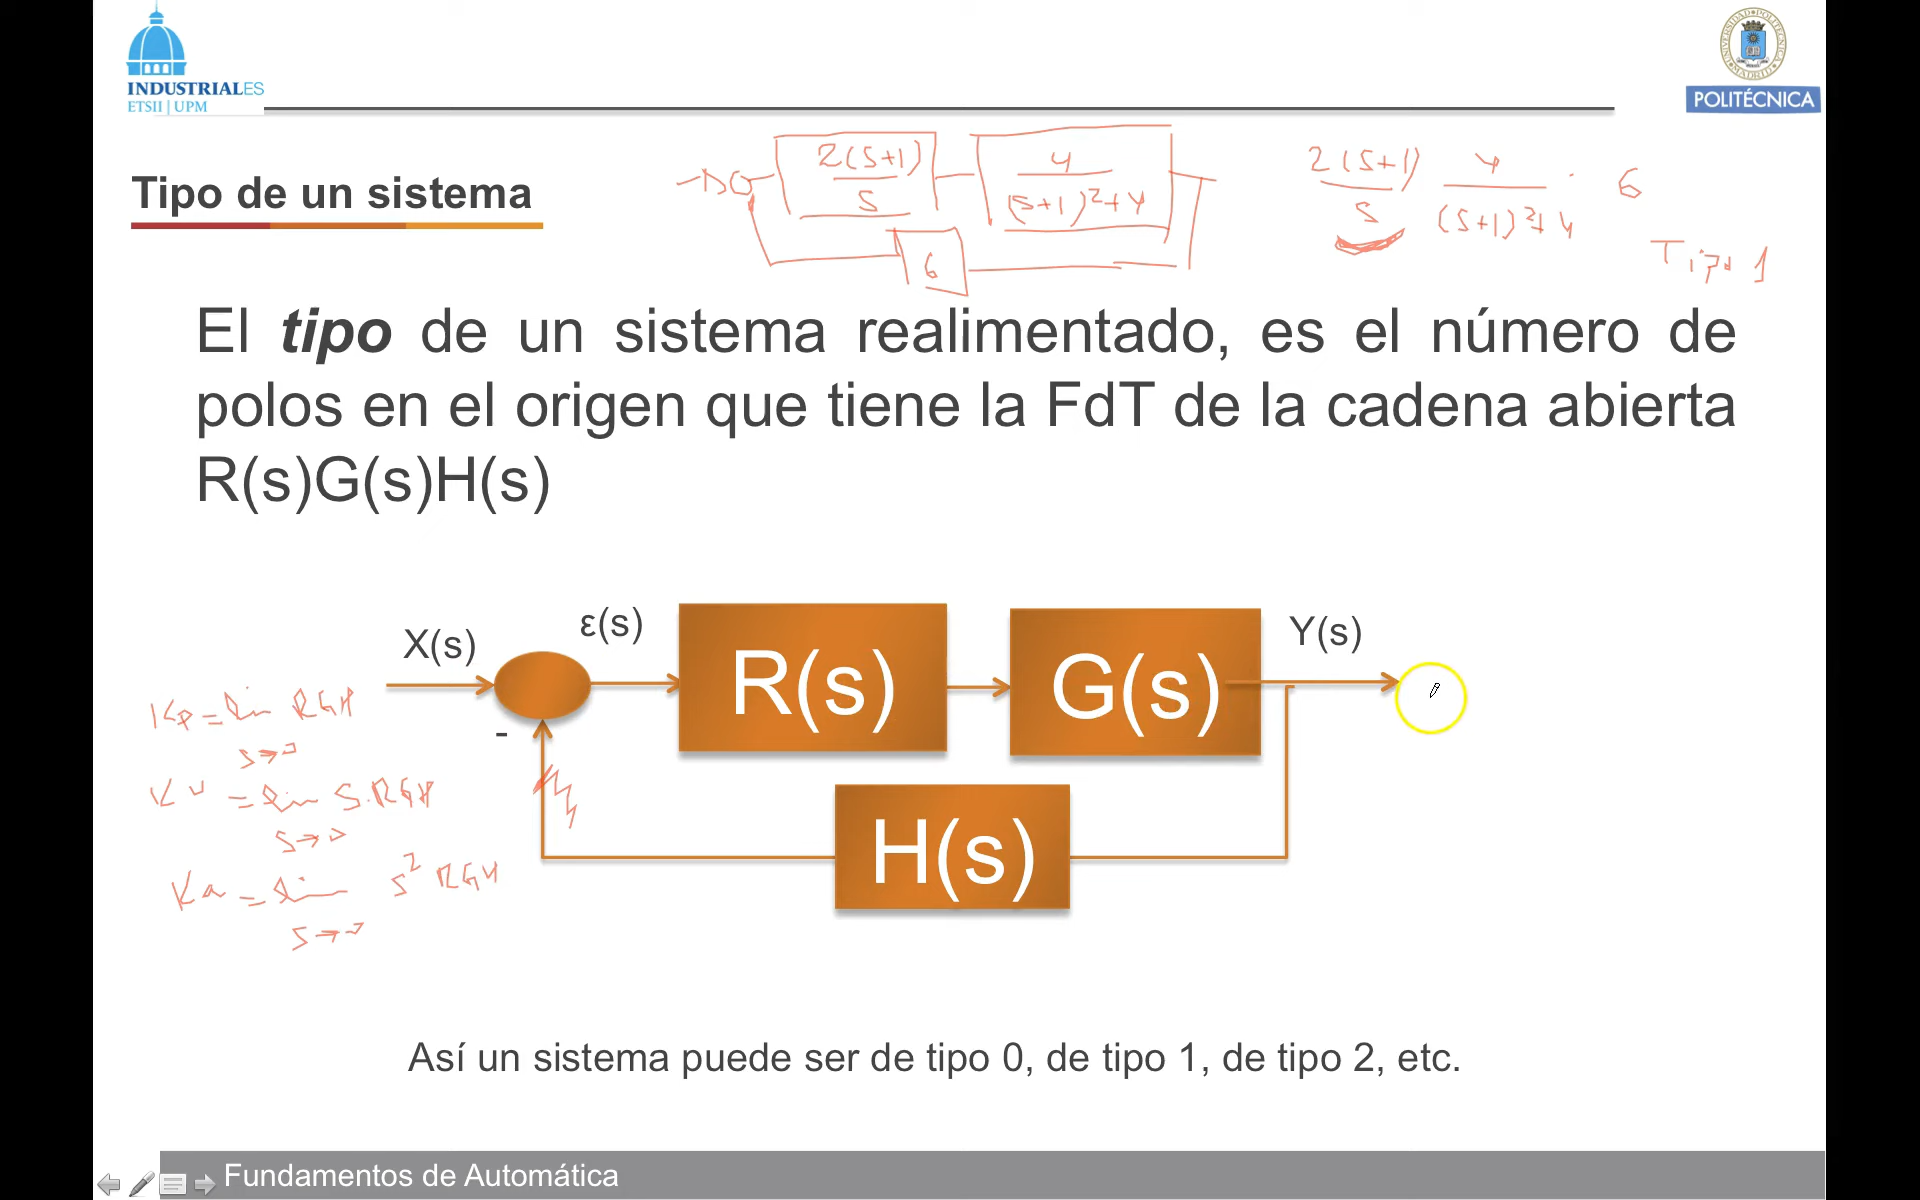 INDUSTRIALES
ETSII | UPM
UNIVERSIDAD POLITÉCNICA MADRID
POLITÉCNICA
Tipo de un sistema
2(s+1)
s
4
(s+1)²+4
6
2(s+1)
s
4
(s+1)²+4
· 6
Tipo 1
El tipo de un sistema realimentado, es el número de
polos en el origen que tiene la FdT de la cadena abierta
R(s)G(s)H(s)
X(s)
ε(s)
R(s)
G(s)
Y(s)
-
H(s)
Kp = lim RGH
s→0
Kv = lim s.RGH
s→0
Ka = lim s² RGH
s→0
Así un sistema puede ser de tipo 0, de tipo 1, de tipo 2, etc.
Fundamentos de Automática